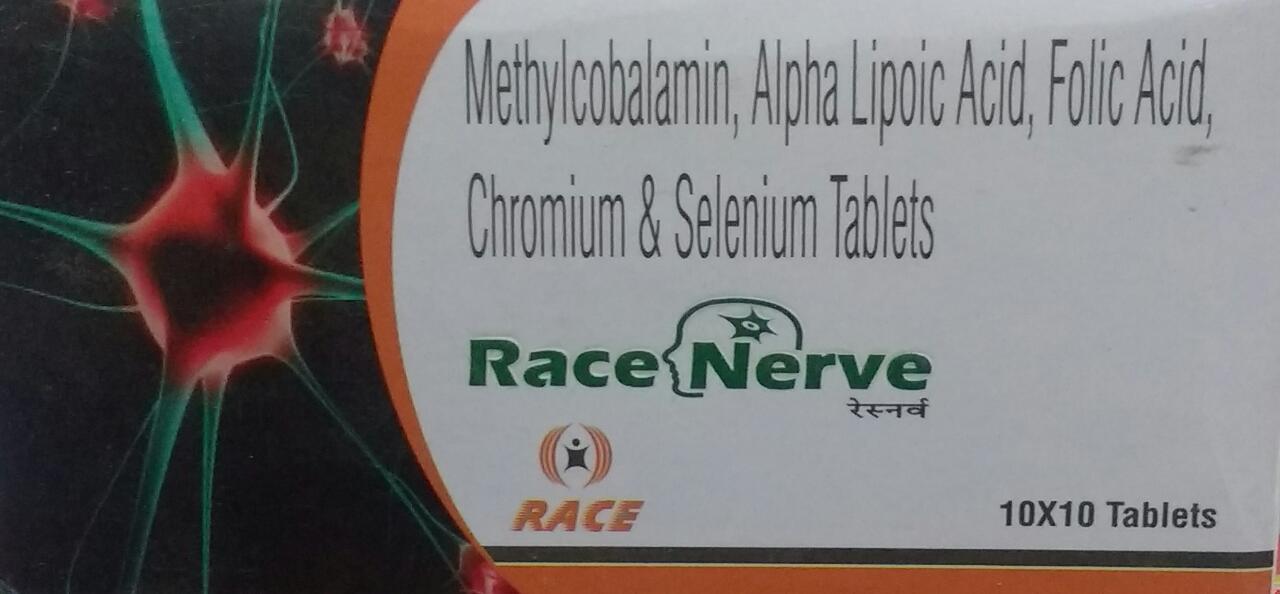 Methylcobalamin, Alpha Lipoic Acid, Folic Acid,
Chromium & Selenium Tablets
Race Nerve
रेस्नर्व
RACE
10X10 Tablets